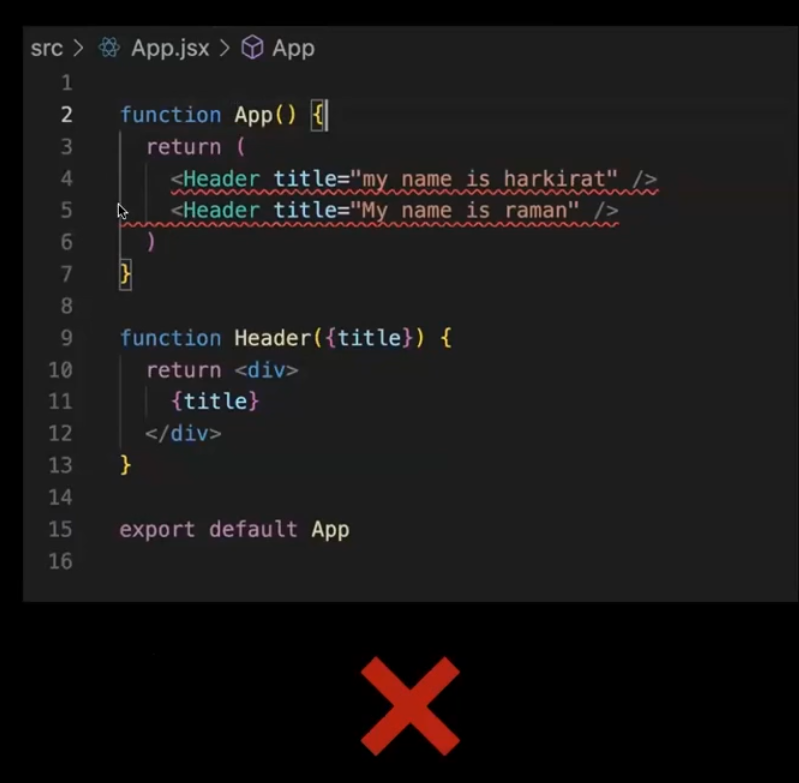 src > App.jsx > App
1
2 function App() {
3   return (
4     <Header title="my name is harkirat" />
5     <Header title="My name is raman" />
6   )
7 }
8
9 function Header({title}) {
10   return <div>
11     {title}
12   </div>
13 }
14
15 export default App
16